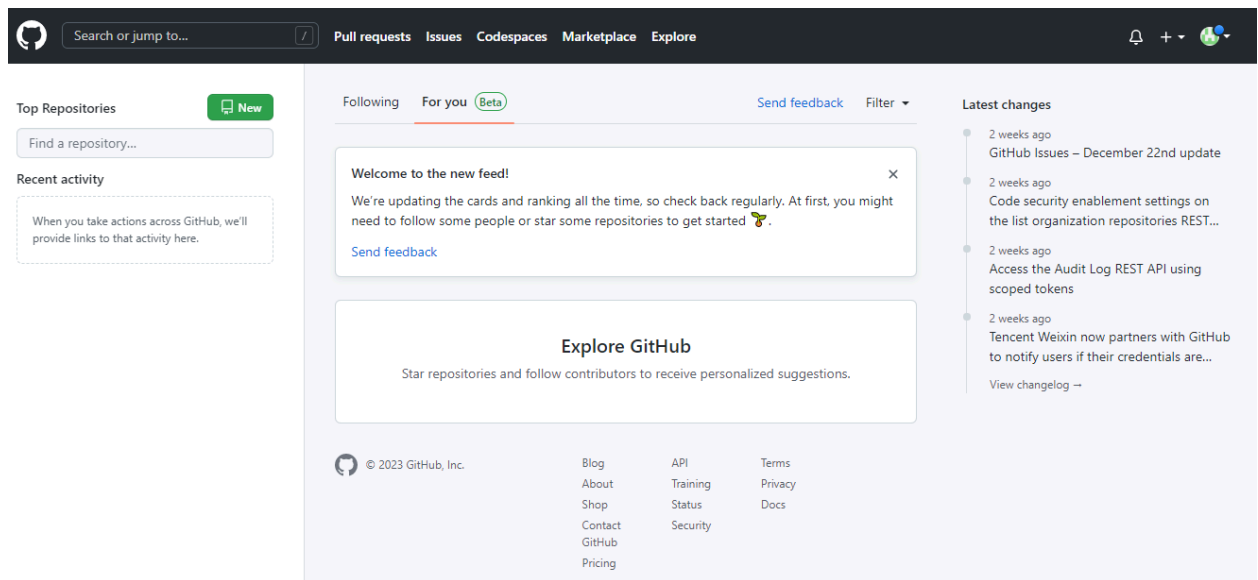 Search or jump to...
/
Pull requests
Issues
Codespaces
Marketplace
Explore
Top Repositories
New
Find a repository...
Recent activity
When you take actions across GitHub, we'll
provide links to that activity here.
Following
For you
Beta
Send feedback
Filter
Welcome to the new feed!
We're updating the cards and ranking all the time, so check back regularly. At first, you might
need to follow some people or star some repositories to get started 🌱.
Send feedback
Explore GitHub
Star repositories and follow contributors to receive personalized suggestions.
Latest changes
2 weeks ago
GitHub Issues – December 22nd update
2 weeks ago
Code security enablement settings on
the list organization repositories REST...
2 weeks ago
Access the Audit Log REST API using
scoped tokens
2 weeks ago
Tencent Weixin now partners with GitHub
to notify users if their credentials are...
View changelog →
© 2023 GitHub, Inc.
Blog
About
Shop
Contact
GitHub
Pricing
API
Training
Status
Security
Terms
Privacy
Docs